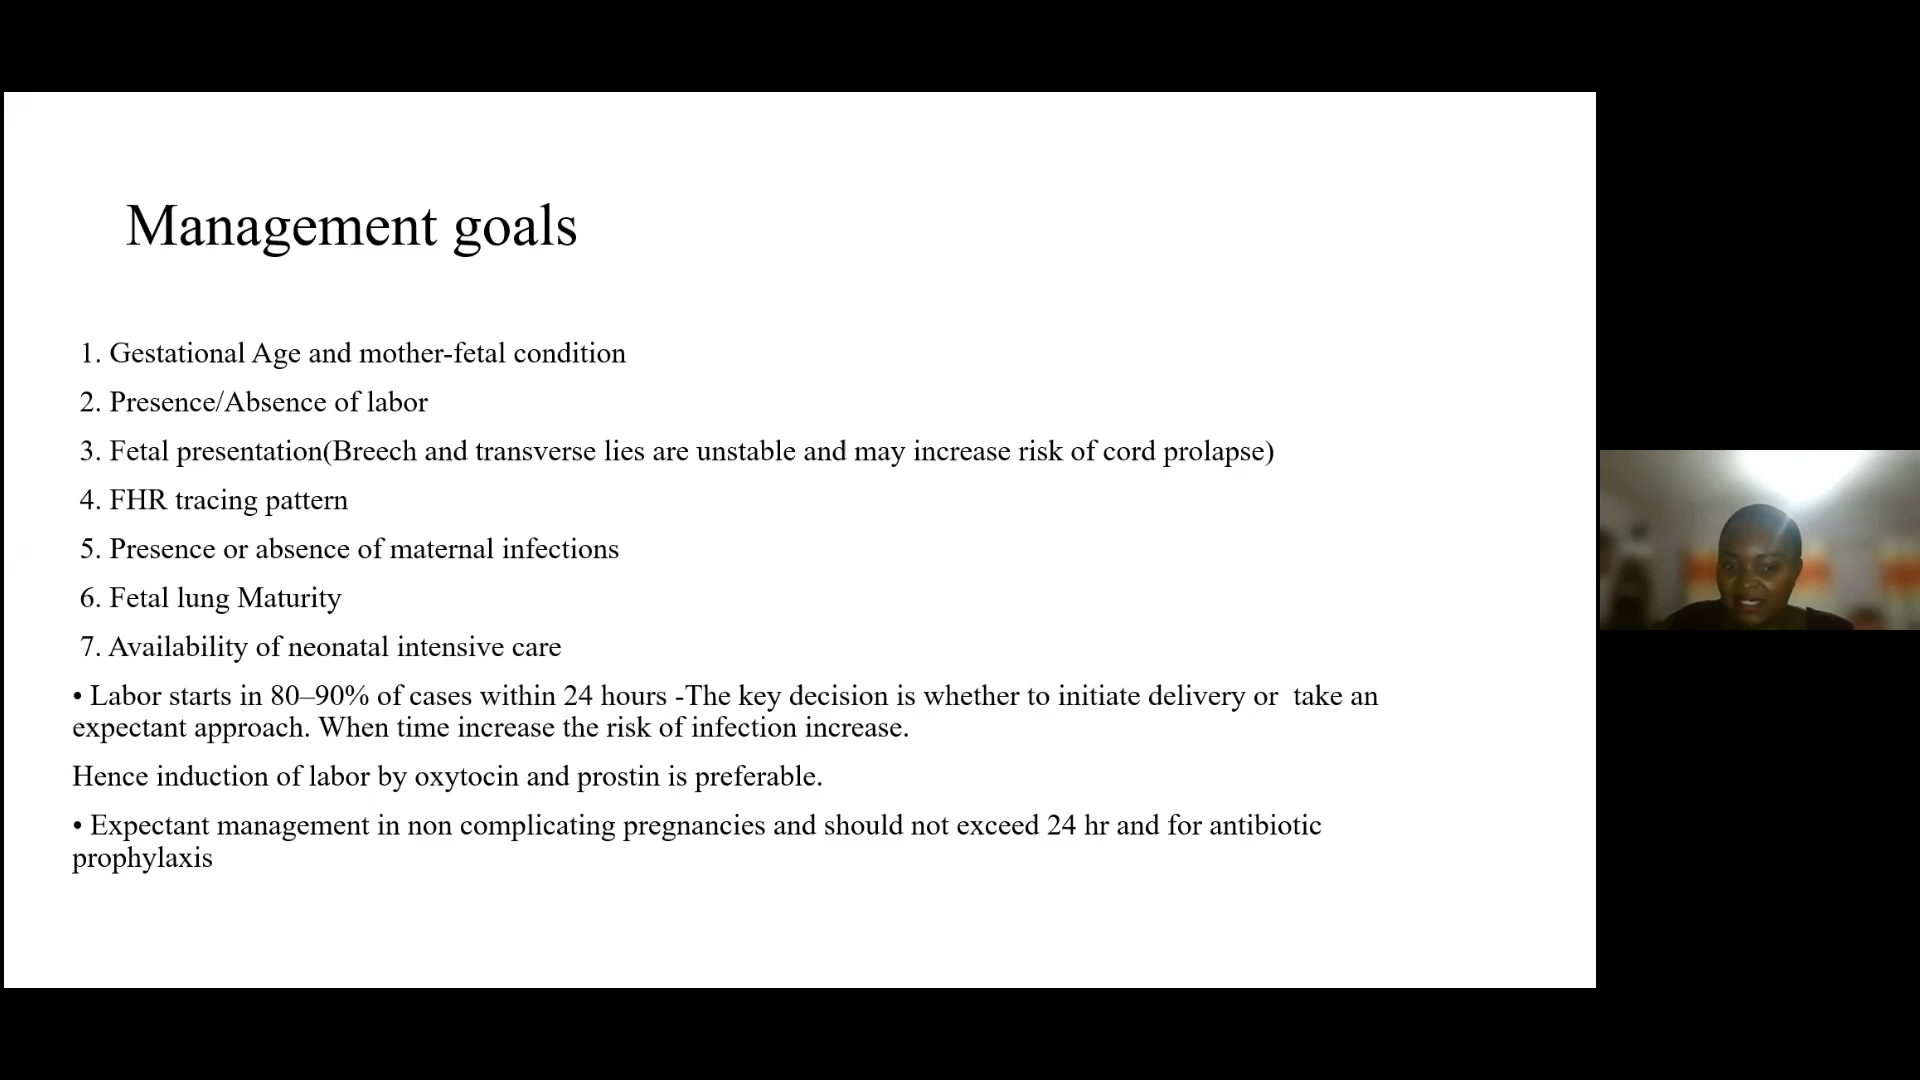 Management goals
1. Gestational Age and mother-fetal condition
2. Presence/Absence of labor
3. Fetal presentation(Breech and transverse lies are unstable and may increase risk of cord prolapse)
4. FHR tracing pattern
5. Presence or absence of maternal infections
6. Fetal lung Maturity
7. Availability of neonatal intensive care
• Labor starts in 80–90% of cases within 24 hours -The key decision is whether to initiate delivery or  take an
expectant approach. When time increase the risk of infection increase.
Hence induction of labor by oxytocin and prostin is preferable.
• Expectant management in non complicating pregnancies and should not exceed 24 hr and for antibiotic
prophylaxis